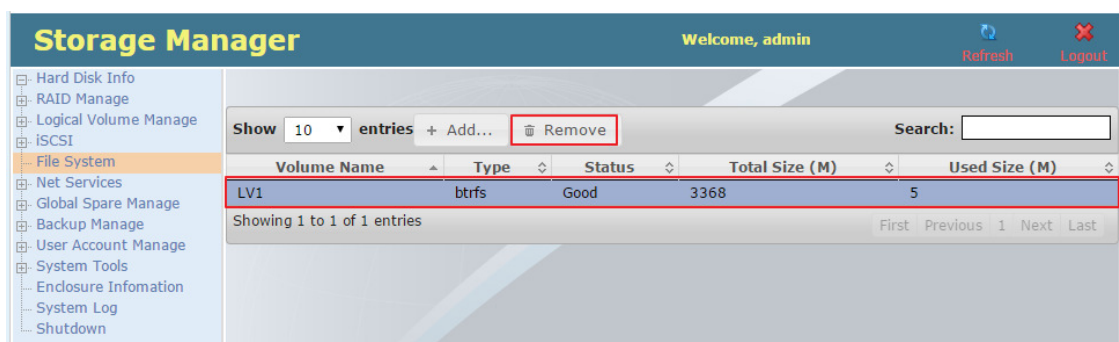 Storage Manager
Welcome, admin
Refresh
Logout
Hard Disk Info
RAID Manage
Logical Volume Manage
iSCSI
File System
Net Services
Global Spare Manage
Backup Manage
User Account Manage
System Tools
Enclosure Infomation
System Log
Shutdown
Show 10 entries + Add... Remove Search:
Volume Name Type Status Total Size (M) Used Size (M)
LV1 btrfs Good 3368 5
Showing 1 to 1 of 1 entries
First Previous 1 Next Last